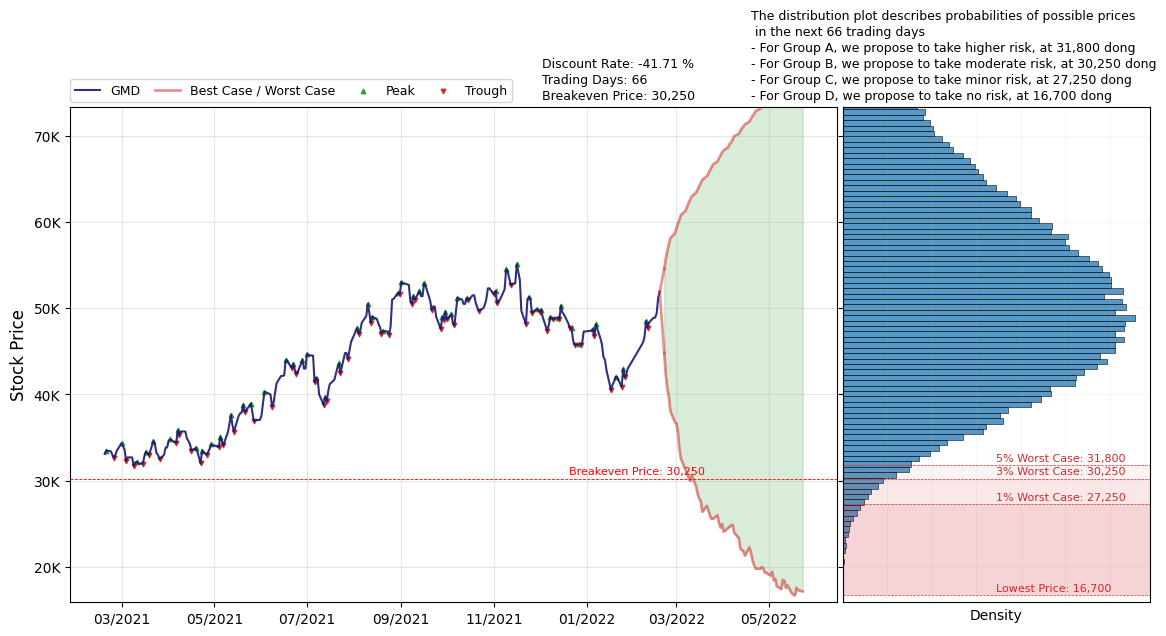 The distribution plot describes probabilities of possible prices
in the next 66 trading days
- For Group A, we propose to take higher risk, at 31,800 dong
- For Group B, we propose to take moderate risk, at 30,250 dong
- For Group C, we propose to take minor risk, at 27,250 dong
- For Group D, we propose to take no risk, at 16,700 dong
Discount Rate: -41.71 %
Trading Days: 66
Breakeven Price: 30,250
GMD
Best Case / Worst Case
Peak
Trough
Stock Price
70K
60K
50K
40K
30K
20K
Breakeven Price: 30,250
5% Worst Case: 31,800
3% Worst Case: 30,250
1% Worst Case: 27,250
Lowest Price: 16,700
03/2021
05/2021
07/2021
09/2021
11/2021
01/2022
03/2022
05/2022
Density